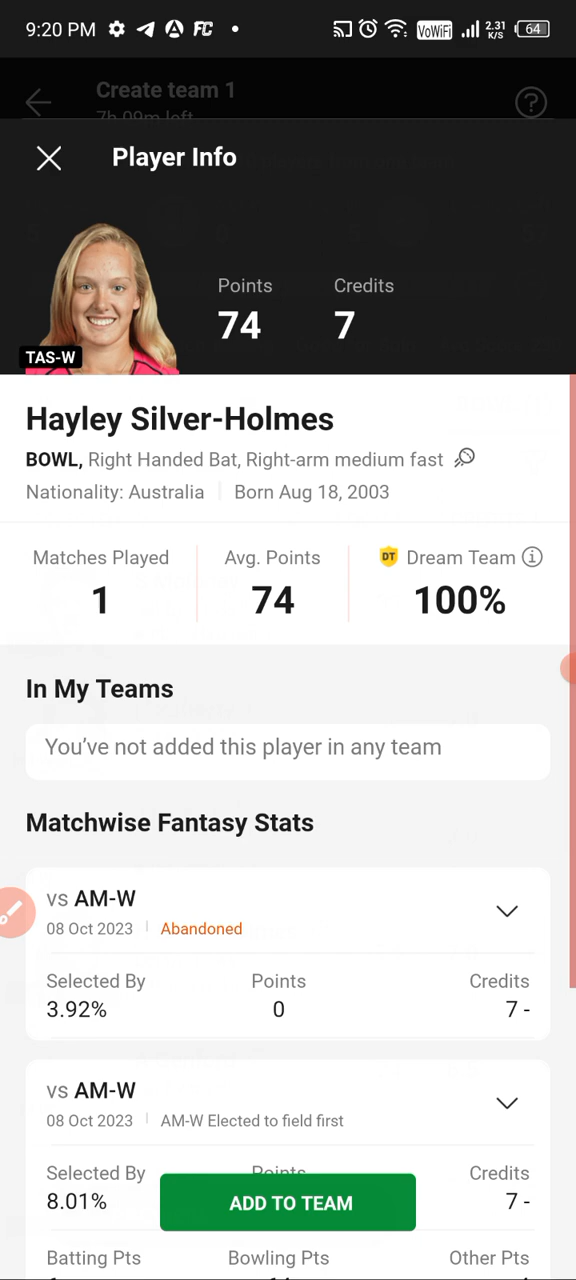 9:20 PM FC VoWiFi 2.31 K/S 64
Create team 1
7h 09m left
Player Info
Points
Credits
74
7
TAS-W
Hayley Silver-Holmes
BOWL, Right Handed Bat, Right-arm medium fast
Nationality: Australia
Born Aug 18, 2003
Matches Played
Avg. Points
DT Dream Team
1
74
100%
In My Teams
You've not added this player in any team
Matchwise Fantasy Stats
vs AM-W
08 Oct 2023
Abandoned
Selected By
Points
Credits
3.92%
0
7 -
vs AM-W
08 Oct 2023
AM-W Elected to field first
Selected By
Points
Credits
8.01%
7 -
ADD TO TEAM
Batting Pts
Bowling Pts
Other Pts